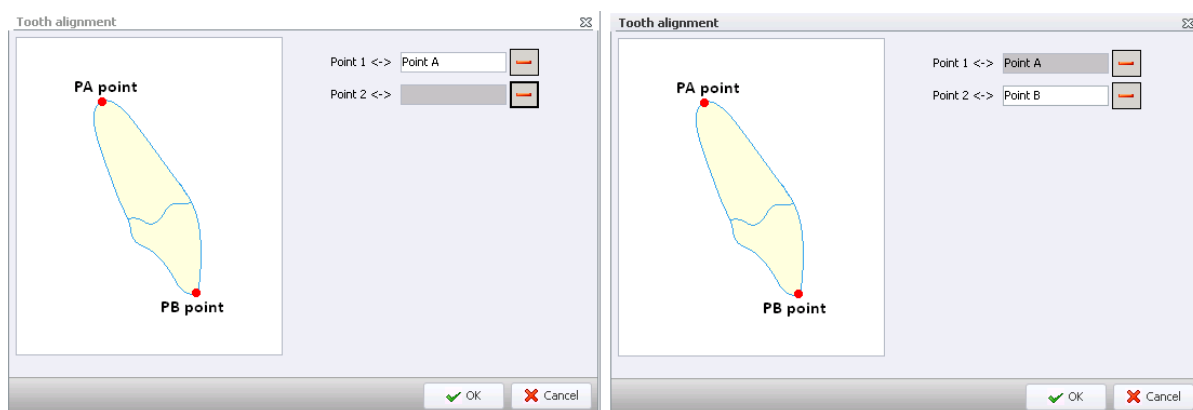 Tooth alignment
PA point
PB point
Point 1 <-> Point A
Point 2 <->
OK Cancel
Tooth alignment
PA point
PB point
Point 1 <-> Point A
Point 2 <-> Point B
OK Cancel